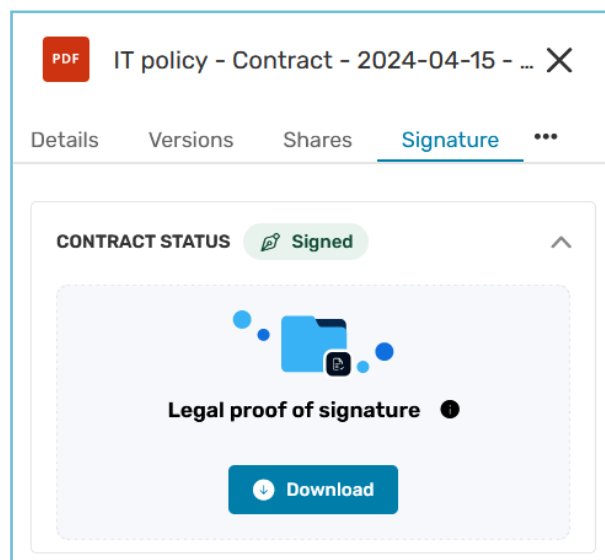 PDF
IT policy - Contract - 2024-04-15 - ...
Details Versions Shares Signature •••
CONTRACT STATUS Signed
Legal proof of signature
Download